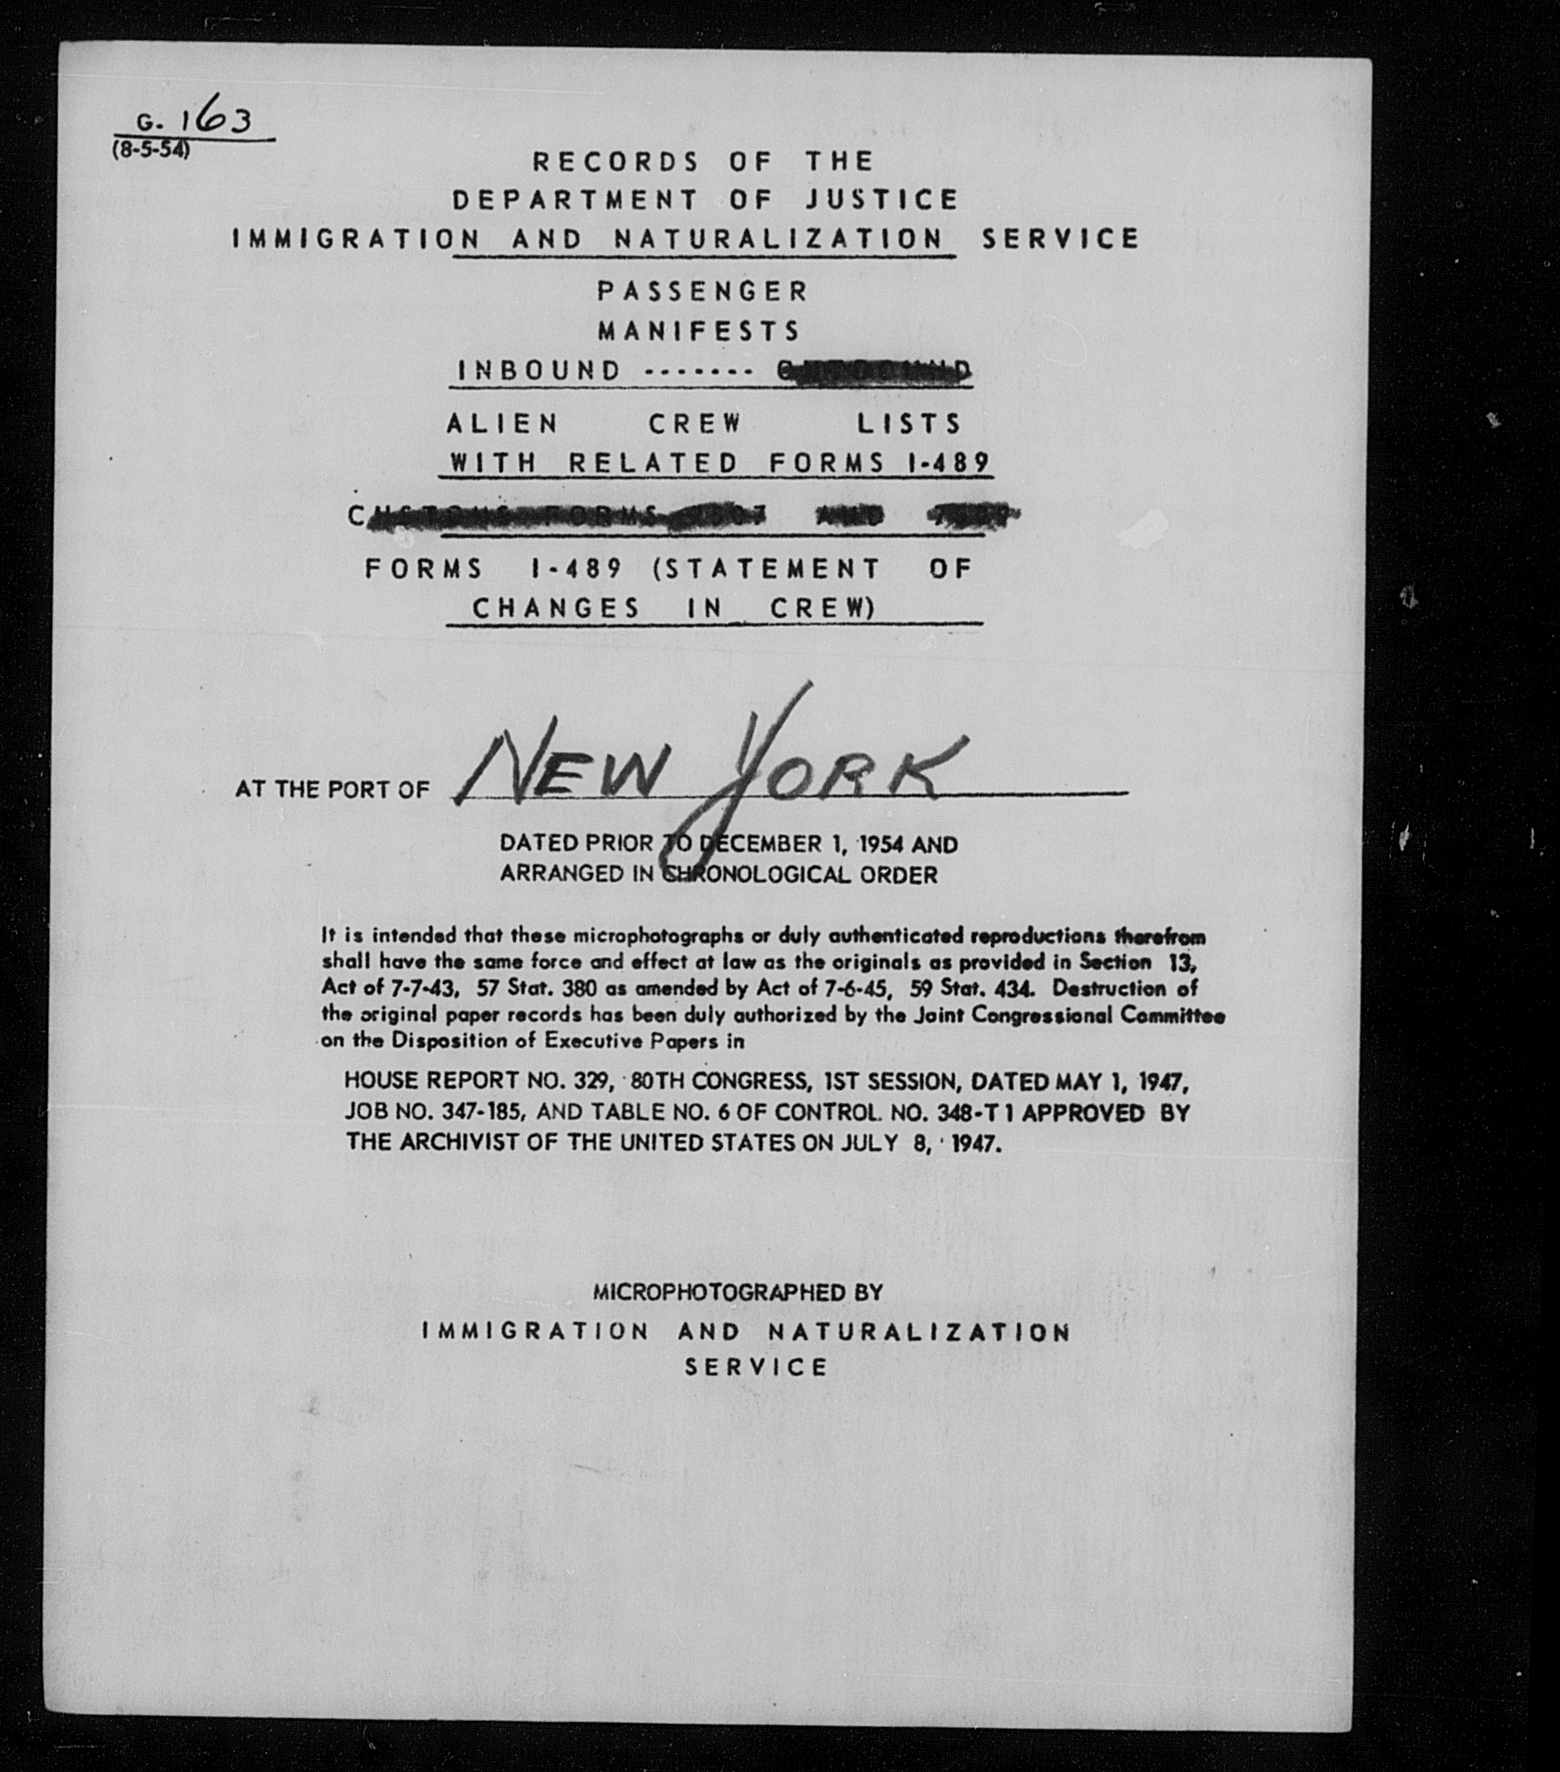 G. 163
(8-5-54)
RECORDS OF THE
DEPARTMENT OF JUSTICE
IMMIGRATION AND NATURALIZATION SERVICE
PASSENGER
MANIFESTS
INBOUND ------- OUTBOUND
ALIEN CREW LISTS
WITH RELATED FORMS I-489
CUSTOMS FORMS AND
FORMS I-489 (STATEMENT OF
CHANGES IN CREW)
AT THE PORT OF NEW YORK
DATED PRIOR TO DECEMBER 1, 1954 AND
ARRANGED IN CHRONOLOGICAL ORDER
It is intended that these microphotographs or duly authenticated reproductions therefrom
shall have the same force and effect at law as the originals as provided in Section 13,
Act of 7-7-43, 57 Stat. 380 as amended by Act of 7-6-45, 59 Stat. 434. Destruction of
the original paper records has been duly authorized by the Joint Congressional Committee
on the Disposition of Executive Papers in
HOUSE REPORT NO. 329, 80TH CONGRESS, 1ST SESSION, DATED MAY 1, 1947,
JOB NO. 347-185, AND TABLE NO. 6 OF CONTROL NO. 348-T1 APPROVED BY
THE ARCHIVIST OF THE UNITED STATES ON JULY 8, 1947.
MICROPHOTOGRAPHED BY
IMMIGRATION AND NATURALIZATION
SERVICE